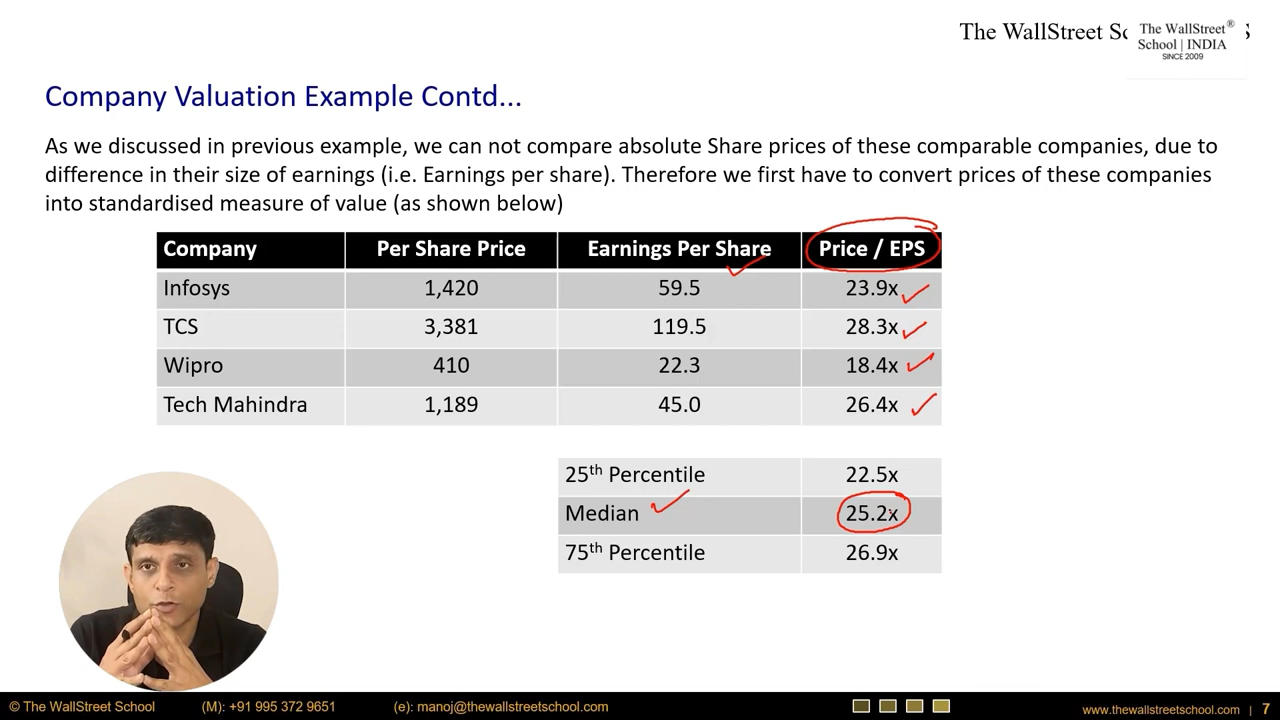 The WallStreet Sc
The WallStreet®
School | INDIA
SINCE 2009
S
Company Valuation Example Contd...
As we discussed in previous example, we can not compare absolute Share prices of these comparable companies, due to
difference in their size of earnings (i.e. Earnings per share). Therefore we first have to convert prices of these companies
into standardised measure of value (as shown below)
Company Per Share Price Earnings Per Share Price / EPS
Infosys 1,420 59.5 23.9x
TCS 3,381 119.5 28.3x
Wipro 410 22.3 18.4x
Tech Mahindra 1,189 45.0 26.4x
25th Percentile 22.5x
Median 25.2x
75th Percentile 26.9x
© The WallStreet School (M): +91 995 372 9651 (e): manoj@thewallstreetschool.com www.thewallstreetschool.com | 7